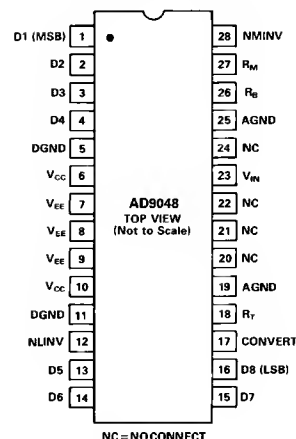 D1 (MSB) 1 28 NMINV
D2 2 27 RM
D3 3 26 RB
D4 4 25 AGND
DGND 5 24 NC
VCC 6 23 VIN
VEE 7 AD9048 22 NC
TOP VIEW
VEE 8 (Not to Scale) 21 NC
VEE 9 20 NC
VCC 10 19 AGND
DGND 11 18 RT
NLINV 12 17 CONVERT
D5 13 16 D8 (LSB)
D6 14 15 D7
NC = NO CONNECT